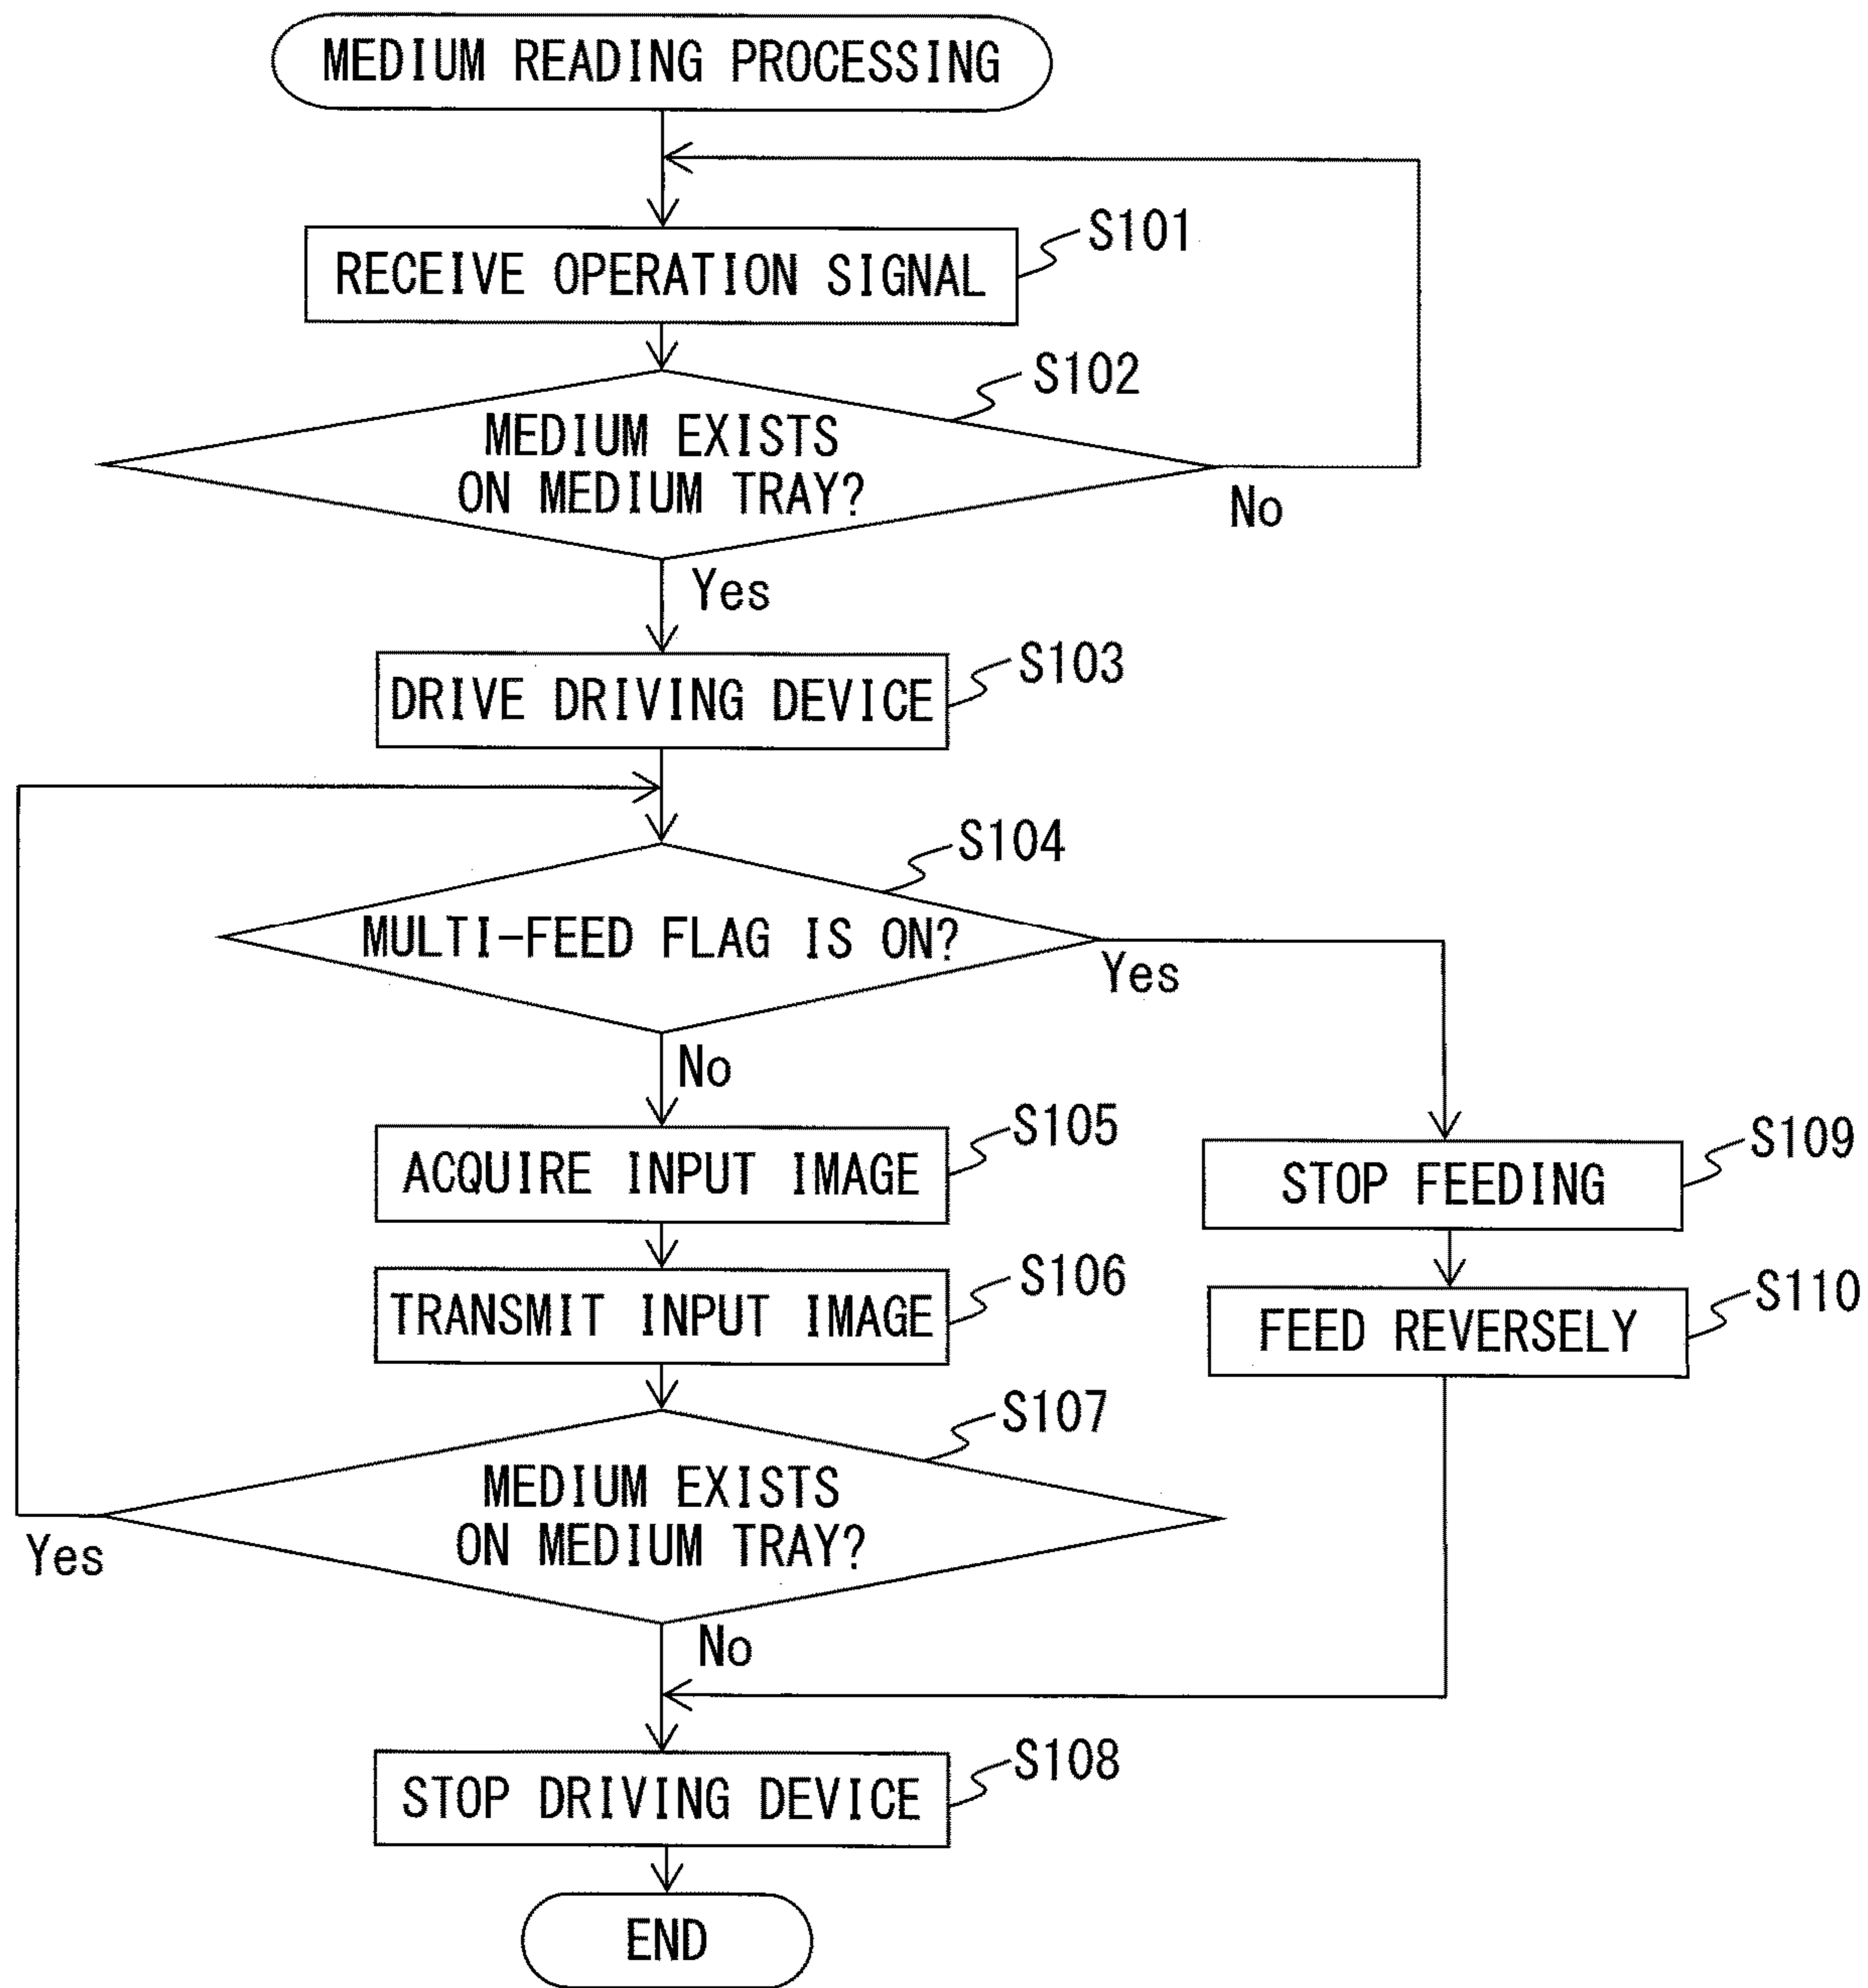 MEDIUM READING PROCESSING
RECEIVE OPERATION SIGNAL
S101
MEDIUM EXISTS
ON MEDIUM TRAY?
S102
No
Yes
DRIVE DRIVING DEVICE
S103
MULTI-FEED FLAG IS ON?
S104
Yes
No
ACQUIRE INPUT IMAGE
S105
STOP FEEDING
S109
TRANSMIT INPUT IMAGE
S106
FEED REVERSELY
S110
MEDIUM EXISTS
ON MEDIUM TRAY?
S107
Yes
No
STOP DRIVING DEVICE
S108
END